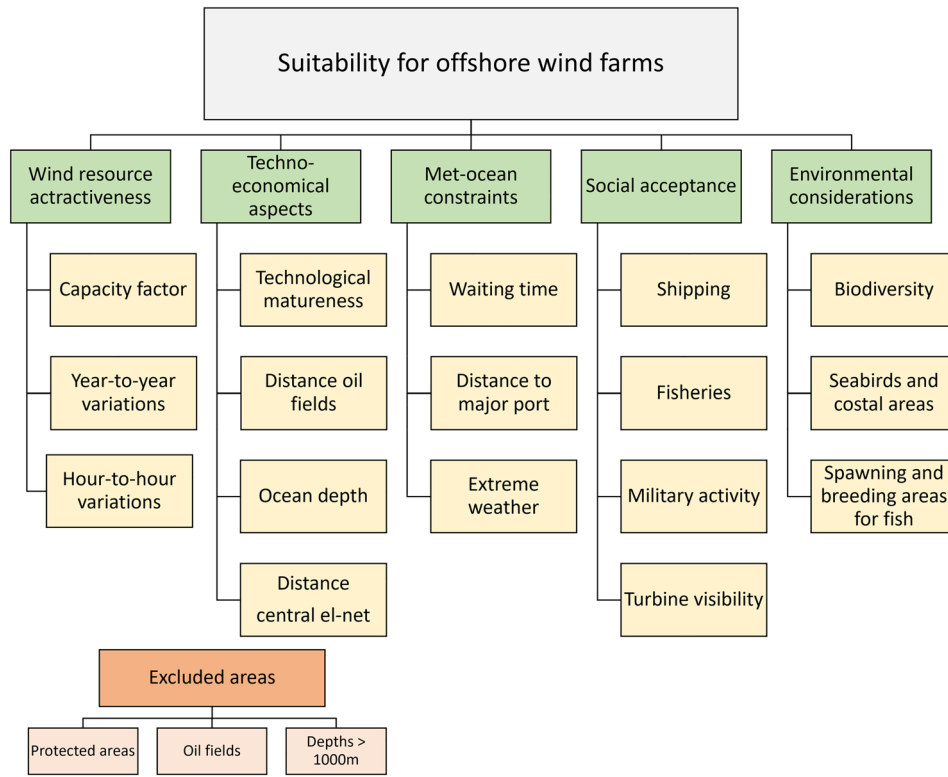 Suitability for offshore wind farms
Wind resource
actractiveness
Techno-
economical
aspects
Met-ocean
constraints
Social acceptance
Environmental
considerations
Capacity factor
Year-to-year
variations
Hour-to-hour
variations
Technological
matureness
Distance oil
fields
Ocean depth
Distance
central el-net
Waiting time
Distance to
major port
Extreme
weather
Shipping
Fisheries
Military activity
Turbine visibility
Biodiversity
Seabirds and
costal areas
Spawning and
breeding areas
for fish
Excluded areas
Protected areas
Oil fields
Depths >
1000m